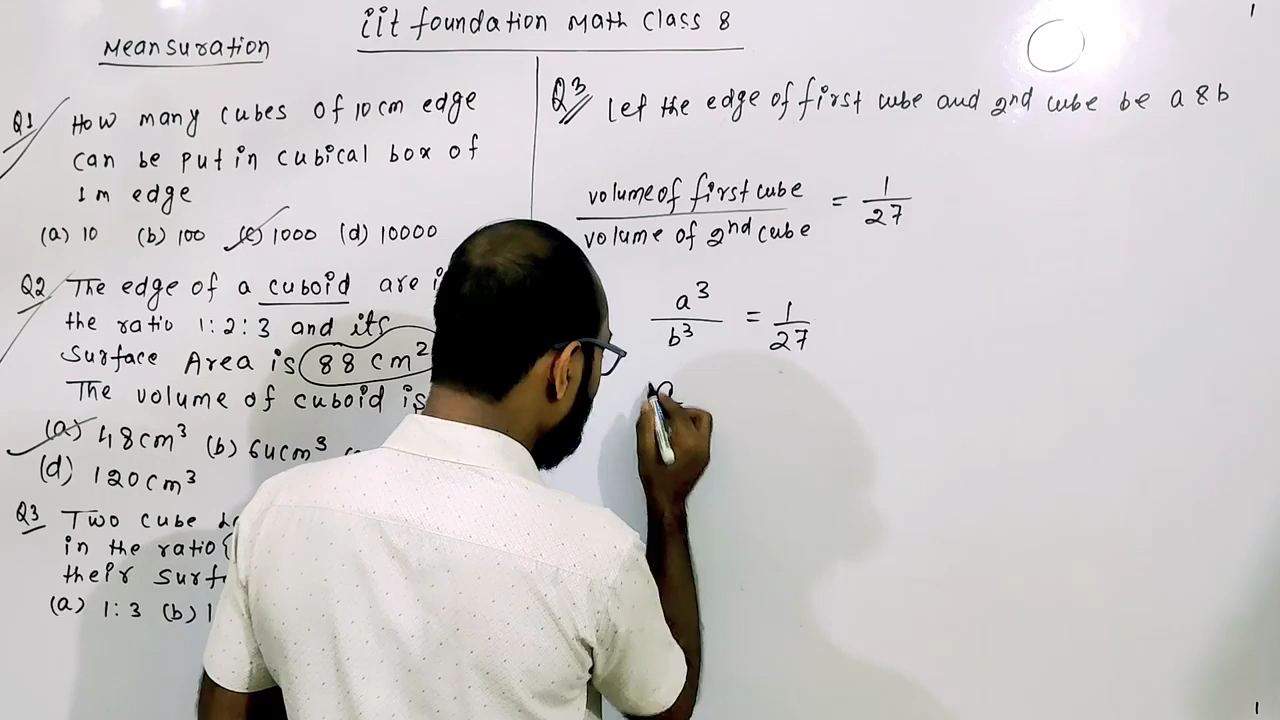 iit foundation Math Class 8
Meansuration
Q1 How many cubes of 10 cm edge
can be put in cubical box of
1m edge
(a) 10 (b) 100 (c) 1000 (d) 10000
Q2 The edge of a cuboid are
the ratio 1:2:3 and its
Surface Area is 88 cm²
The volume of cuboid is
(a) 48cm³ (b) 64cm³
(d) 120cm³
Q3 Two cube
in the ratio
their
(a) 1:3 (b)
Q3 Let the edge of first cube and 2nd cube be a & b
volume of first cube / volume of 2nd cube = 1/27
a³/b³ = 1/27
1
1